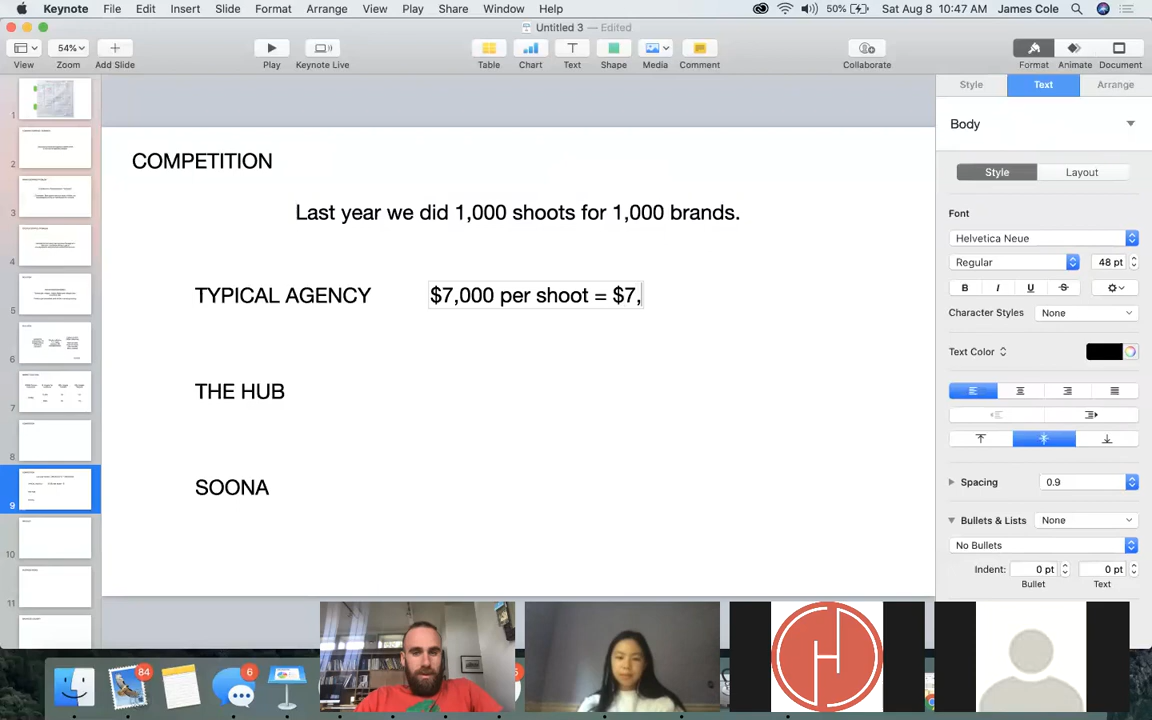 Keynote File Edit Insert Slide Format Arrange View Play Share Window Help 50% Sat Aug 8 10:47 AM James Cole
Untitled 3 — Edited
54%
View Zoom Add Slide Play Keynote Live Table Chart Text Shape Media Comment Collaborate Format Animate Document
Style Text Arrange
Body
Style Layout
Font
Helvetica Neue
Regular 48 pt
B I U S
Character Styles None
Text Color
Spacing 0.9
Bullets & Lists None
No Bullets
Indent: 0 pt 0 pt
Bullet Text
1
2
3
4
5
6
7
8
9
10
11
COMPETITION
Last year we did 1,000 shoots for 1,000 brands.
TYPICAL AGENCY $7,000 per shoot = $7,
THE HUB
SOONA
84
6
H